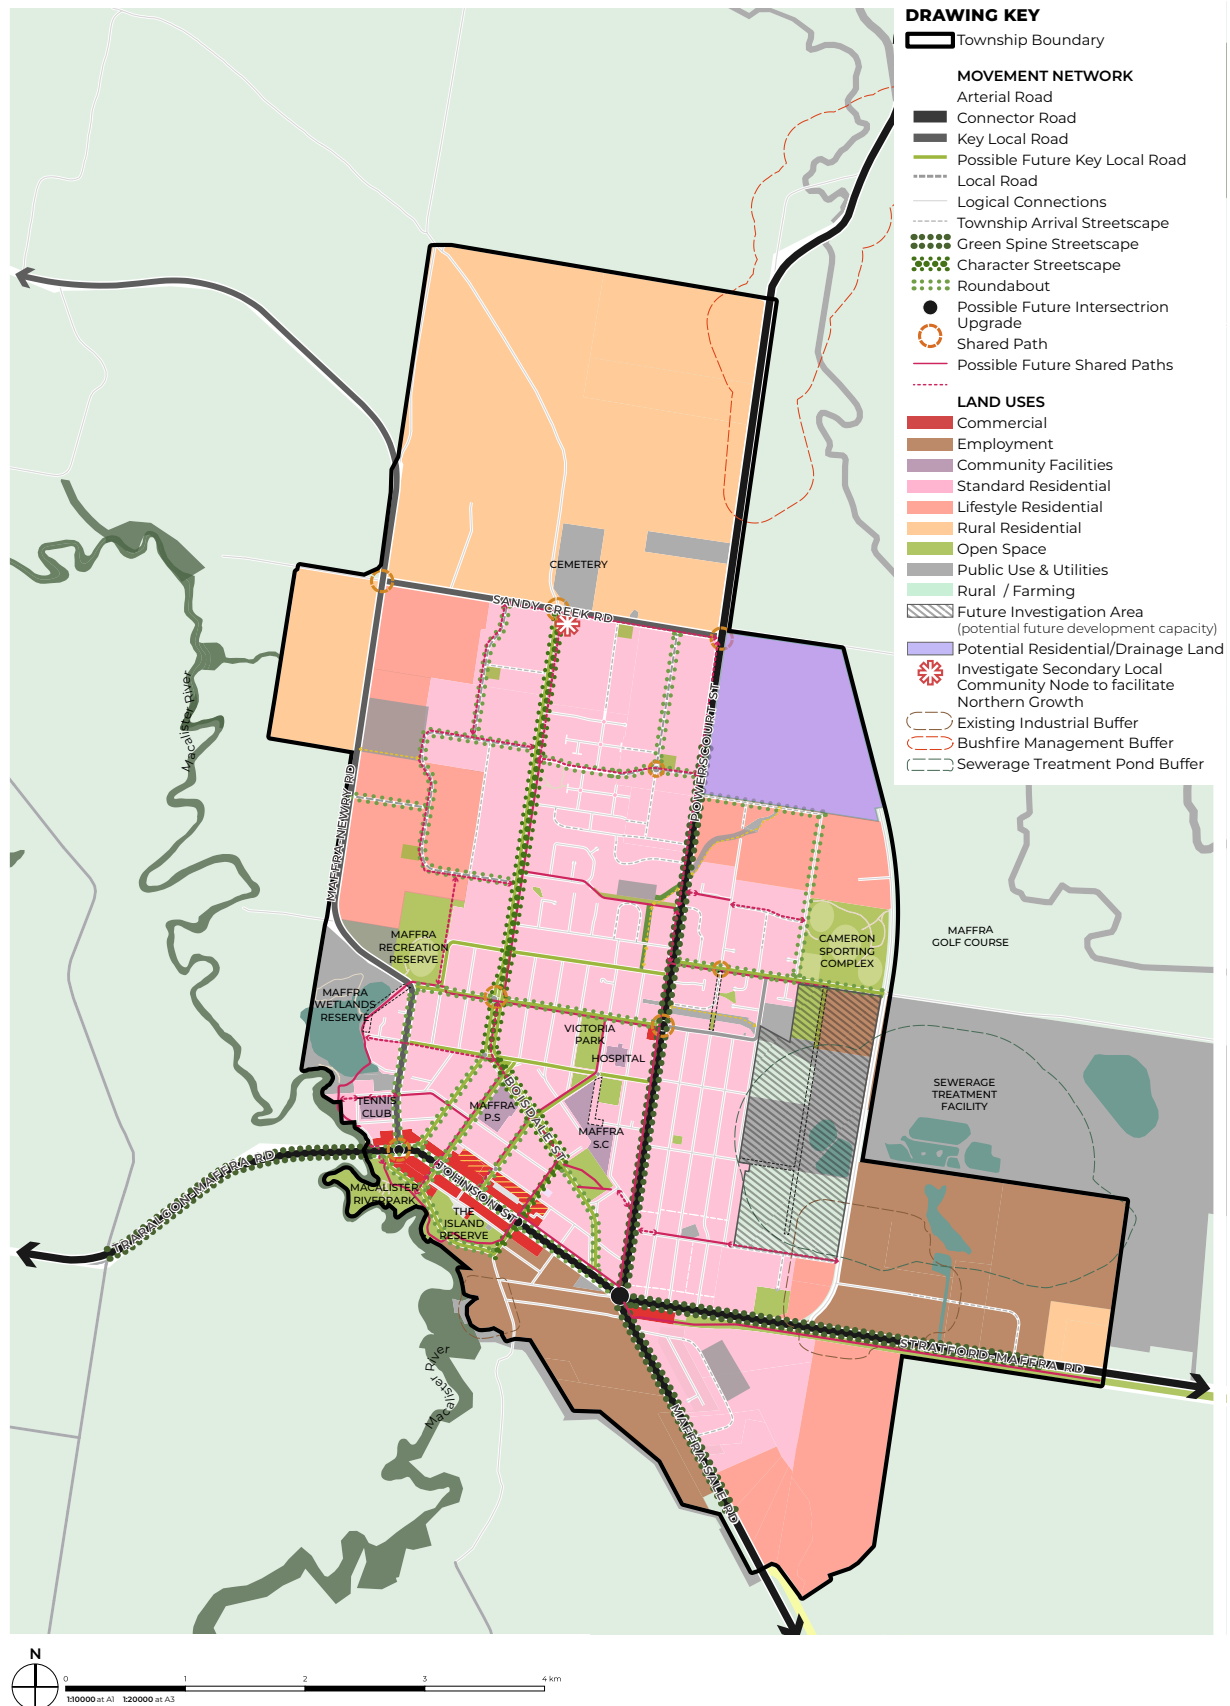 DRAWING KEY
Township Boundary
MOVEMENT NETWORK
Arterial Road
Connector Road
Key Local Road
Possible Future Key Local Road
Local Road
Logical Connections
Township Arrival Streetscape
Green Spine Streetscape
Character Streetscape
Roundabout
Possible Future Intersectrion
Upgrade
Shared Path
Possible Future Shared Paths
LAND USES
Commercial
Employment
Community Facilities
Standard Residential
Lifestyle Residential
Rural Residential
Open Space
Public Use & Utilities
Rural / Farming
Future Investigation Area
(potential future development capacity)
Potential Residential/Drainage Land
Investigate Secondary Local
Community Node to facilitate
Northern Growth
Existing Industrial Buffer
Bushfire Management Buffer
Sewerage Treatment Pond Buffer
CEMETERY
SANDY CREEK RD
Macalister River
POWERSCOURT ST
MAFFRA-NEWRY RD
MAFFRA
RECREATION
RESERVE
CAMERON
SPORTING
COMPLEX
MAFFRA
GOLF COURSE
MAFFRA
WETLANDS
RESERVE
VICTORIA
PARK
HOSPITAL
SEWERAGE
TREATMENT
FACILITY
TENNIS
CLUB
MAFFRA
P.S
BOISDALE ST
MAFFRA
S.C
TRARALGON-MAFFRA RD
JOHNSON ST
MACALISTER
RIVERPARK
THE
ISLAND
RESERVE
STRATFORD-MAFFRA RD
Macalister River
MAFFRA-SALE RD
N
0 1 2 3 4 km
1:10000 at A1 1:20000 at A3